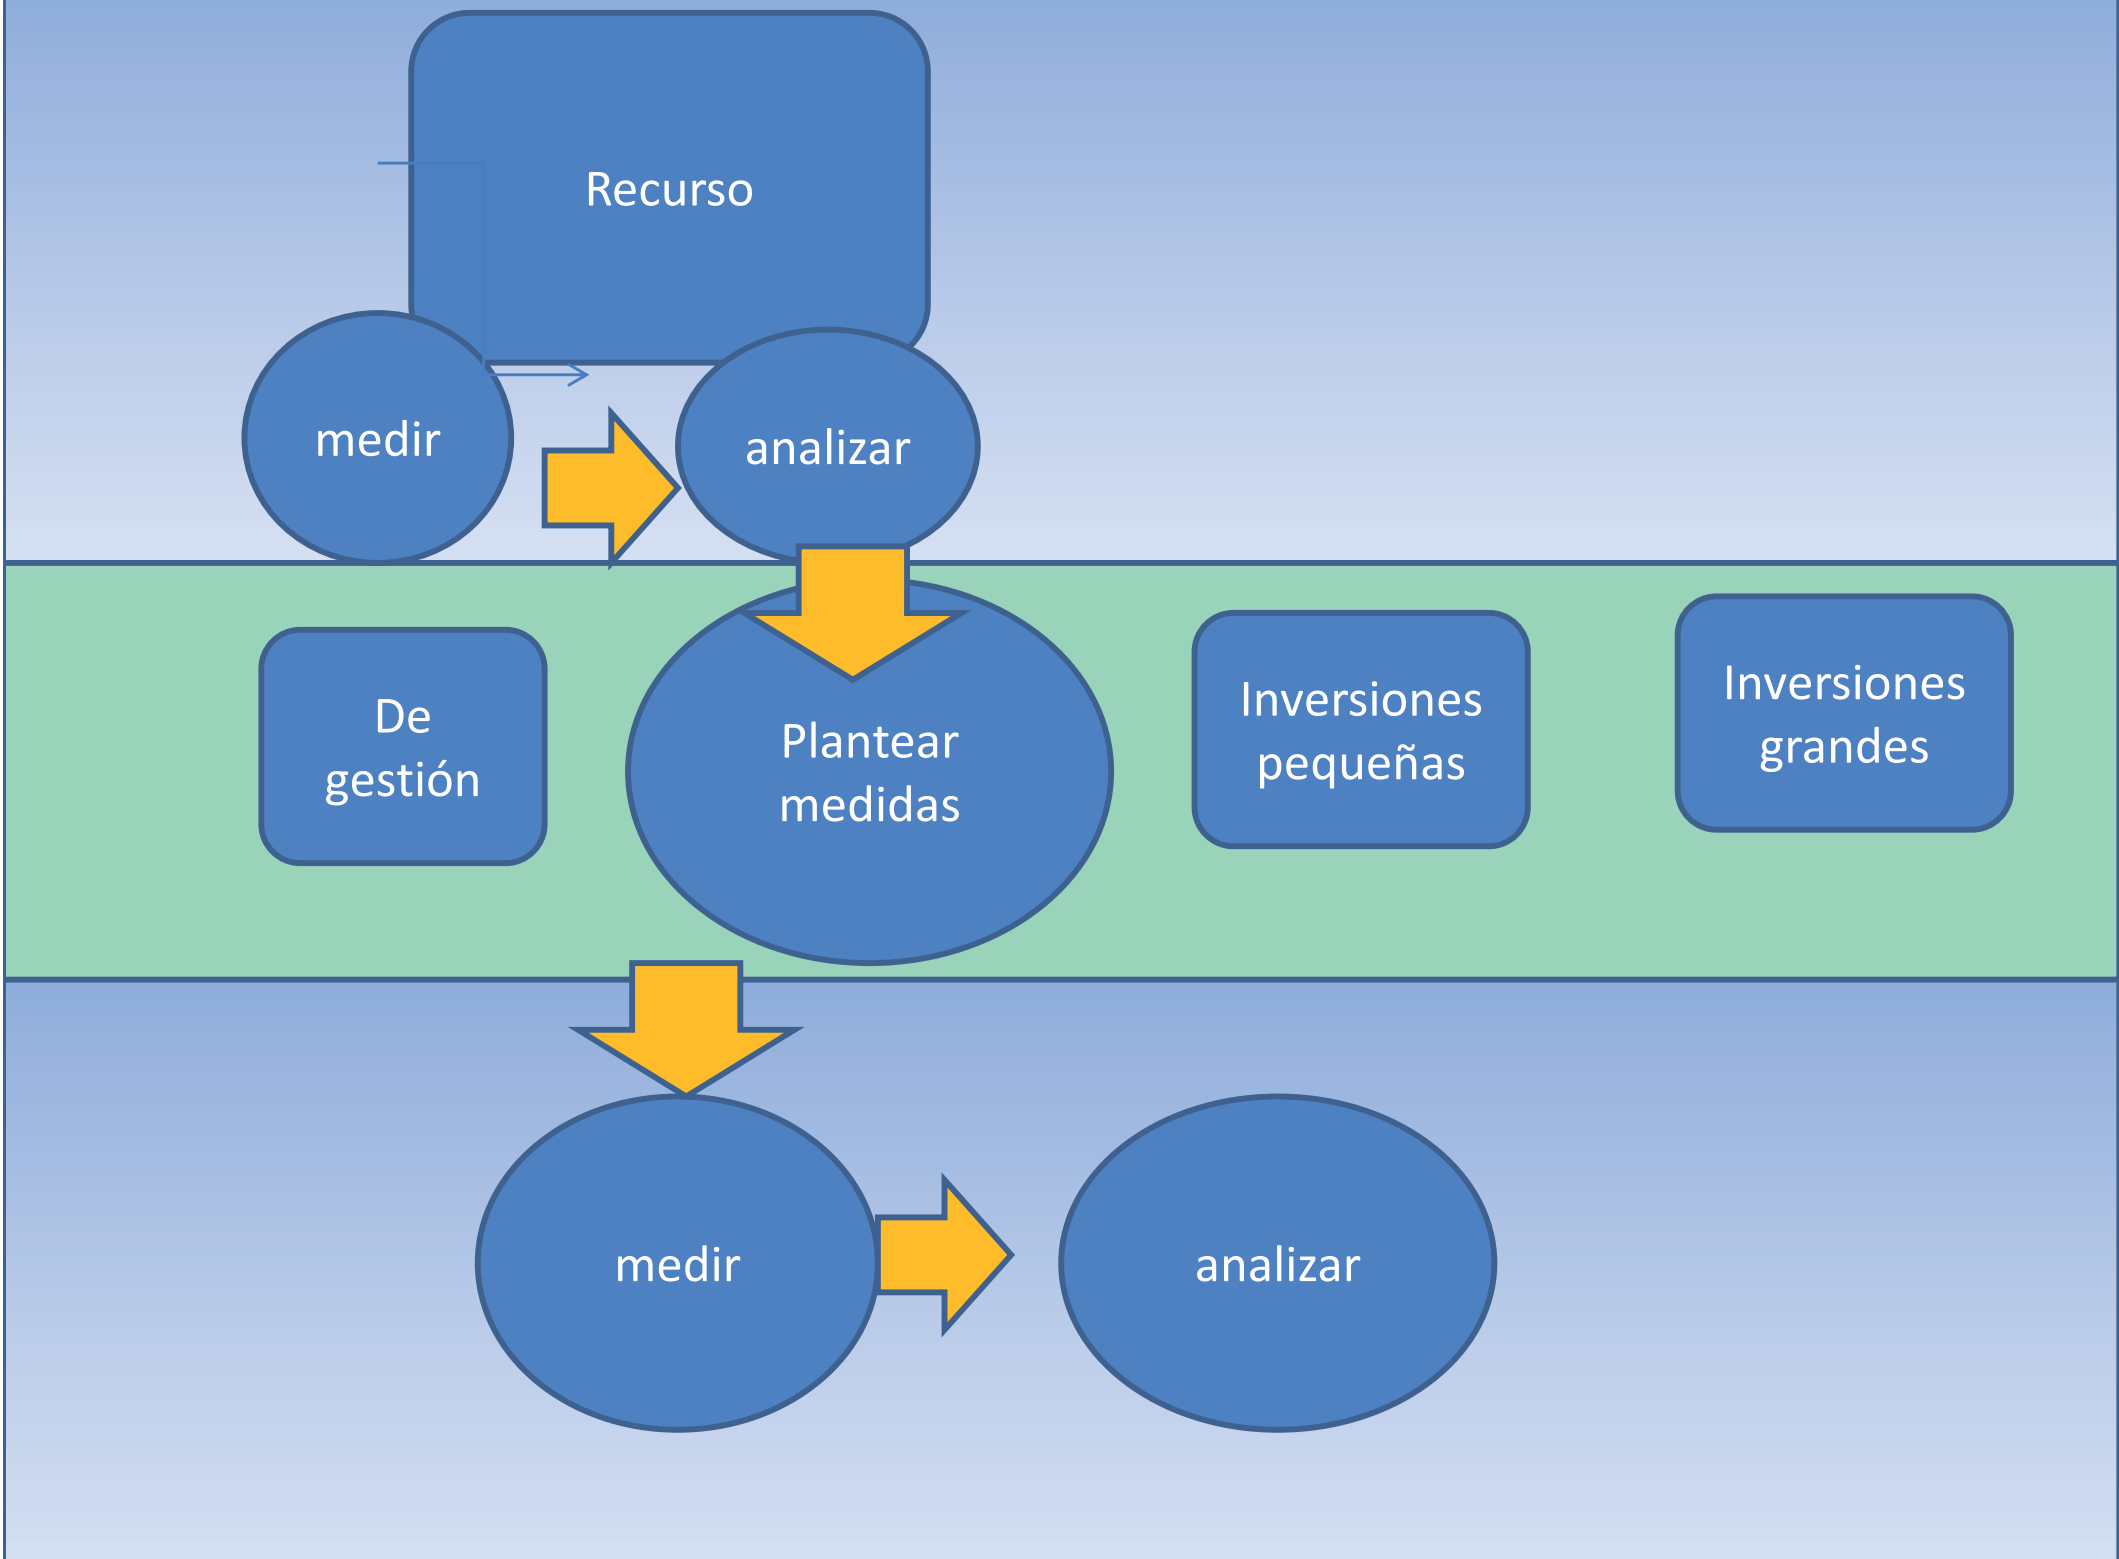 Recurso
medir
analizar
De
gestión
Plantear
medidas
Inversiones
pequeñas
Inversiones
grandes
medir
analizar